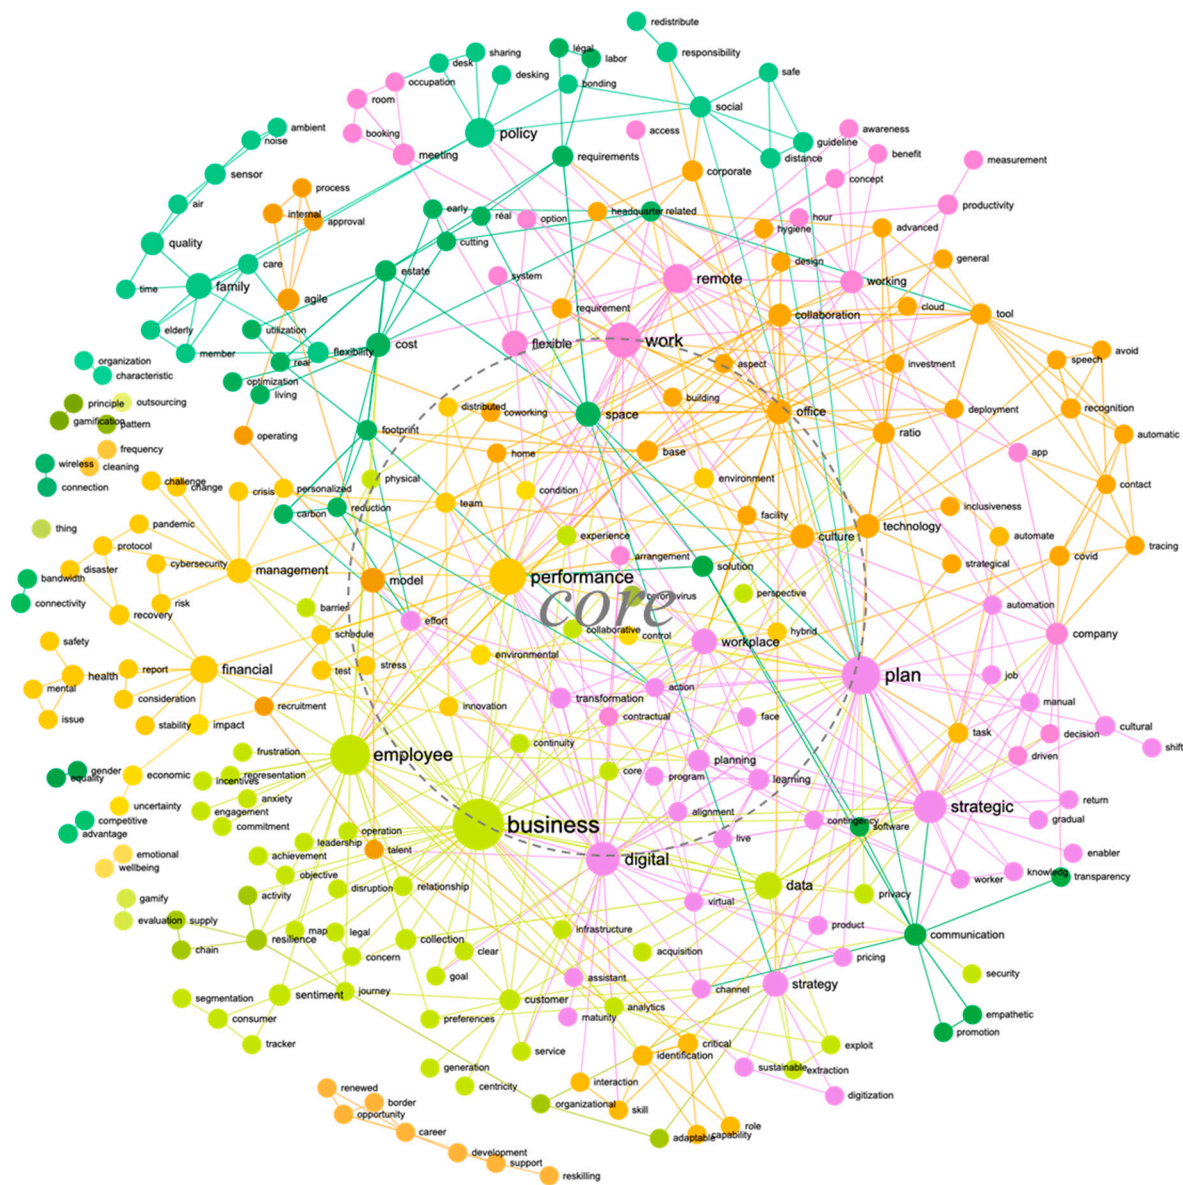 redistribute
légal
sharing
responsibility
labor
desk
desking
safe
occupation
bonding
room
social
ambient
booking
policy
access
awareness
noise
guideline
meeting
requirements
distance
benefit
measurement
sensor
corporate
concept
process
air
internal
approval
early
réal
option
headquarter
related
hour
productivity
hygiene
advanced
quality
cutting
care
estate
system
remote
design
working
general
time
family
agile
requirement
collaboration
cloud
tool
elderly
utilization
member
flexibility
cost
flexible
work
speech
avoid
organization
real
aspect
investment
characteristic
optimization
living
principle
outsourcing
distributed
coworking
space
building
office
deployment
recognition
gamification
pattern
operating
footprint
ratio
automatic
frequency
home
base
app
wireless
cleaning
physical
environment
connection
challenge
change
crisis
personalized
condition
contact
team
reduction
carbon
facility
inclusiveness
thing
pandemic
technology
experience
culture
automate
protocol
tracing
arrangement
covid
disaster
cybersecurity
management
solution
strategical
bandwidth
model
performance
perspective
connectivity
risk
barrier
core
coronavirus
automation
recovery
effort
collaborative
control
hybrid
safety
schedule
workplace
company
environmental
health
report
financial
test
stress
plan
job
mental
action
consideration
recruitment
innovation
transformation
manual
issue
stability
impact
contractual
face
cultural
task
decision
frustration
employee
continuity
shift
driven
planning
gender
equality
economic
incentives
representation
core
program
learning
uncertainty
anxiety
engagement
strategic
return
competitive
commitment
business
alignment
contingency
gradual
advantage
operation
software
leadership
live
emotional
achievement
talent
digital
enabler
wellbeing
objective
knowledg
transparency
disruption
relationship
data
worker
gamify
activity
privacy
virtual
evaluation
supply
map
legal
infrastructure
product
resilience
collection
communication
chain
concern
clear
acquisition
pricing
goal
assistant
security
segmentation
sentiment
journey
customer
channel
strategy
consumer
preferences
maturity
analytics
empathetic
promotion
tracker
service
critical
exploit
identification
generation
sustainable
extraction
centricity
interaction
renewed
border
organizational
digitization
opportunity
skill
career
role
adaptable
capability
development
support
reskilling